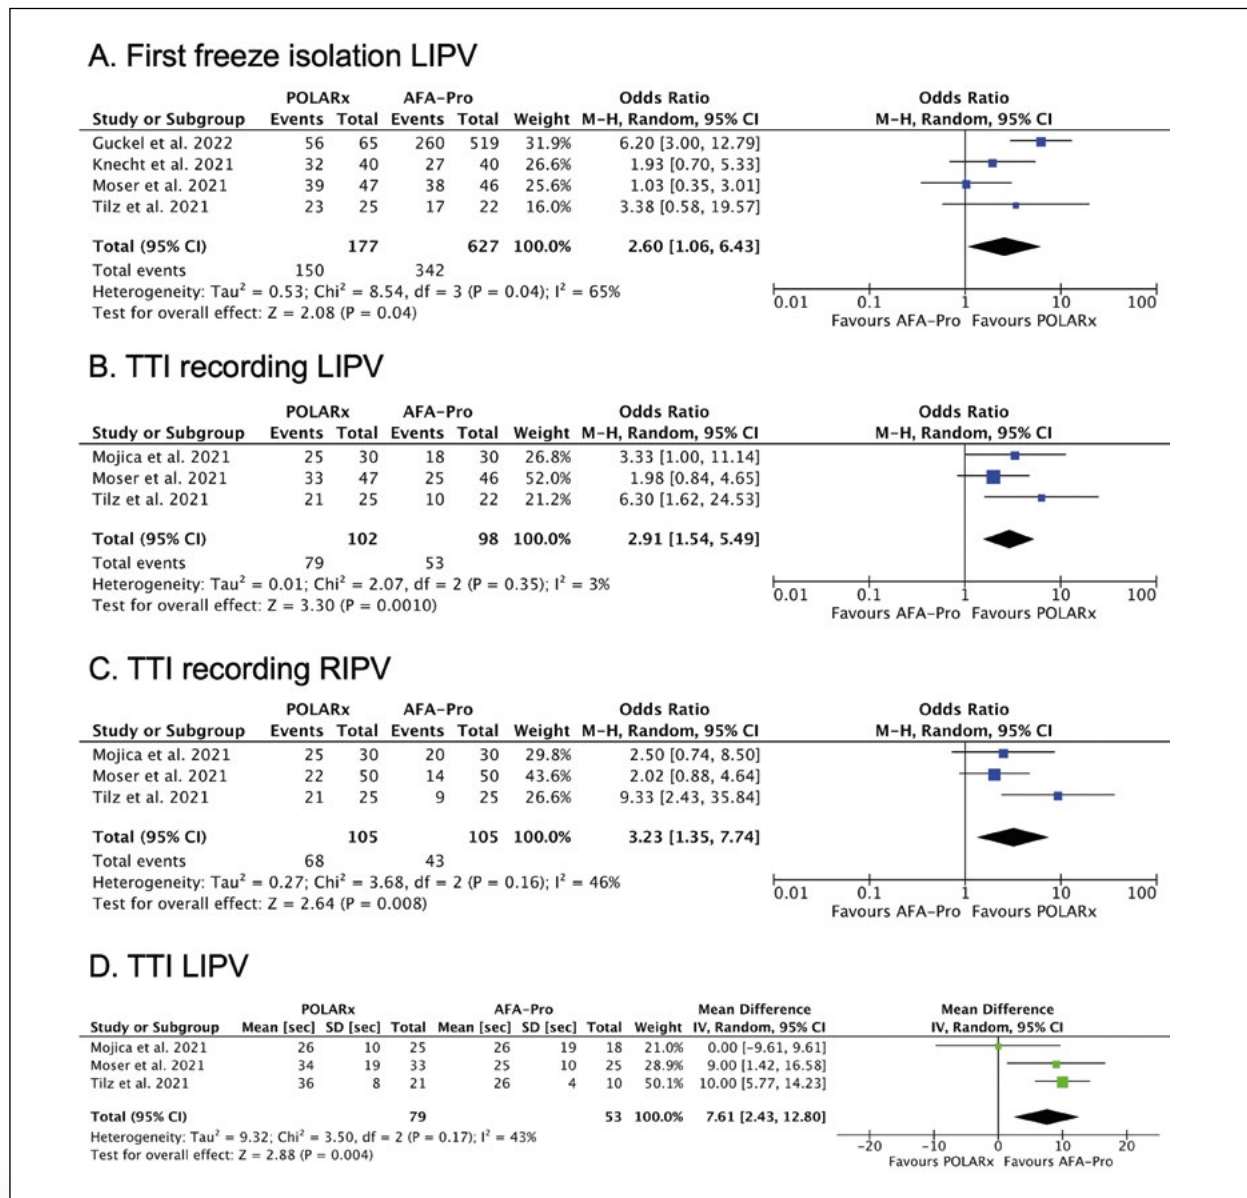 A. First freeze isolation LIPV
POLARx AFA-Pro Odds Ratio Odds Ratio
Study or Subgroup Events Total Events Total Weight M-H, Random, 95% CI M-H, Random, 95% CI
Guckel et al. 2022 56 65 260 519 31.9% 6.20 [3.00, 12.79]
Knecht et al. 2021 32 40 27 40 26.6% 1.93 [0.70, 5.33]
Moser et al. 2021 39 47 38 46 25.6% 1.03 [0.35, 3.01]
Tilz et al. 2021 23 25 17 22 16.0% 3.38 [0.58, 19.57]
Total (95% CI) 177 627 100.0% 2.60 [1.06, 6.43]
Total events 150 342
Heterogeneity: Tau² = 0.53; Chi² = 8.54, df = 3 (P = 0.04); I² = 65%
Test for overall effect: Z = 2.08 (P = 0.04)
0.01 0.1 1 10 100
Favours AFA-Pro Favours POLARx
B. TTI recording LIPV
POLARx AFA-Pro Odds Ratio Odds Ratio
Study or Subgroup Events Total Events Total Weight M-H, Random, 95% CI M-H, Random, 95% CI
Mojica et al. 2021 25 30 18 30 26.8% 3.33 [1.00, 11.14]
Moser et al. 2021 33 47 25 46 52.0% 1.98 [0.84, 4.65]
Tilz et al. 2021 21 25 10 22 21.2% 6.30 [1.62, 24.53]
Total (95% CI) 102 98 100.0% 2.91 [1.54, 5.49]
Total events 79 53
Heterogeneity: Tau² = 0.01; Chi² = 2.07, df = 2 (P = 0.35); I² = 3%
Test for overall effect: Z = 3.30 (P = 0.0010)
0.01 0.1 1 10 100
Favours AFA-Pro Favours POLARx
C. TTI recording RIPV
POLARx AFA-Pro Odds Ratio Odds Ratio
Study or Subgroup Events Total Events Total Weight M-H, Random, 95% CI M-H, Random, 95% CI
Mojica et al. 2021 25 30 20 30 29.8% 2.50 [0.74, 8.50]
Moser et al. 2021 22 50 14 50 43.6% 2.02 [0.88, 4.64]
Tilz et al. 2021 21 25 9 25 26.6% 9.33 [2.43, 35.84]
Total (95% CI) 105 105 100.0% 3.23 [1.35, 7.74]
Total events 68 43
Heterogeneity: Tau² = 0.27; Chi² = 3.68, df = 2 (P = 0.16); I² = 46%
Test for overall effect: Z = 2.64 (P = 0.008)
0.01 0.1 1 10 100
Favours AFA-Pro Favours POLARx
D. TTI LIPV
POLARx AFA-Pro Mean Difference Mean Difference
Study or Subgroup Mean [sec] SD [sec] Total Mean [sec] SD [sec] Total Weight IV, Random, 95% CI IV, Random, 95% CI
Mojica et al. 2021 26 10 25 26 19 18 21.0% 0.00 [-9.61, 9.61]
Moser et al. 2021 34 19 33 25 10 25 28.9% 9.00 [1.42, 16.58]
Tilz et al. 2021 36 8 21 26 4 10 50.1% 10.00 [5.77, 14.23]
Total (95% CI) 79 53 100.0% 7.61 [2.43, 12.80]
Heterogeneity: Tau² = 9.32; Chi² = 3.50, df = 2 (P = 0.17); I² = 43%
Test for overall effect: Z = 2.88 (P = 0.004)
-20 -10 0 10 20
Favours POLARx Favours AFA-Pro